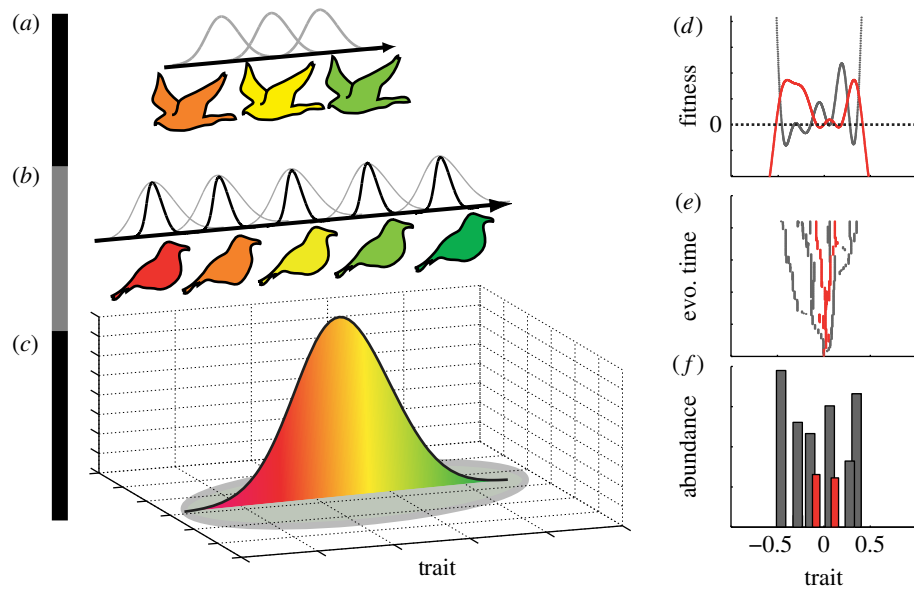 (a)
(b)
(c)
trait
(d)
fitness
0
(e)
evo. time
(f)
abundance
−0.5 0 0.5
trait